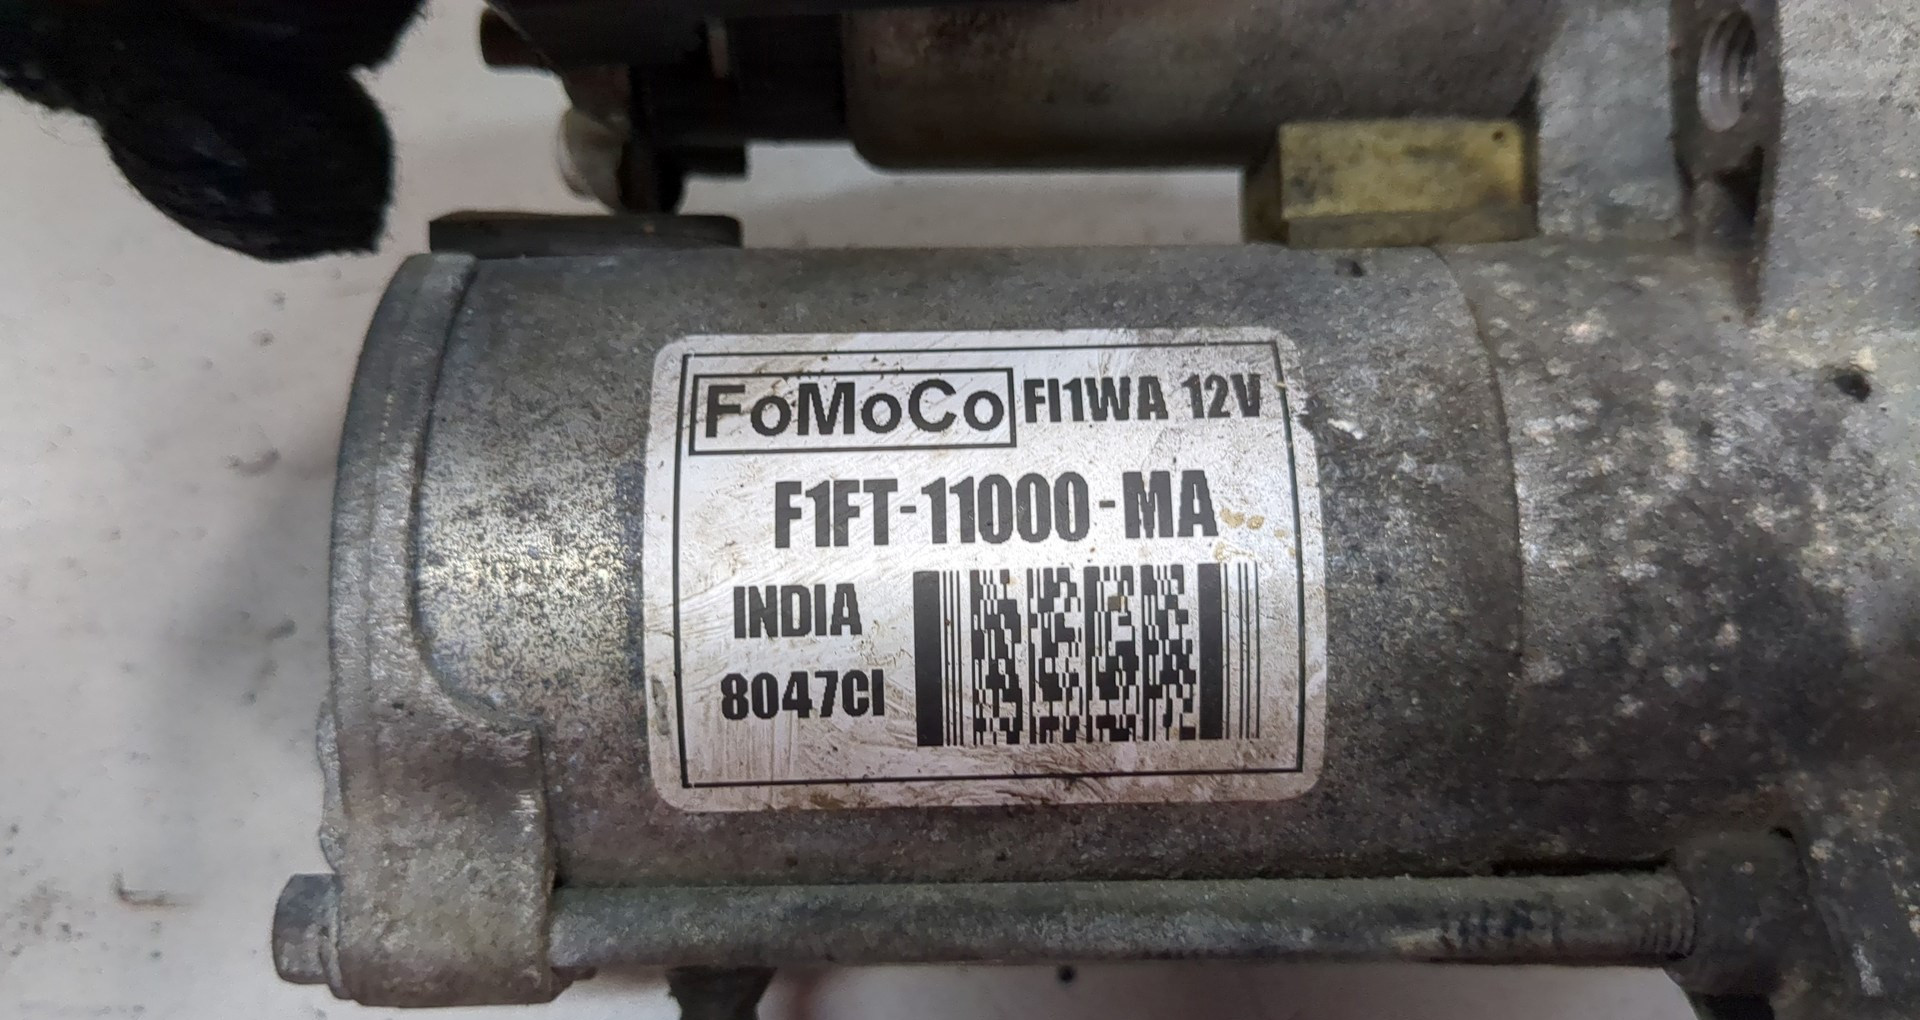 FoMoCo FI1WA 12V
F1FT-11000-MA
INDIA
8047CI